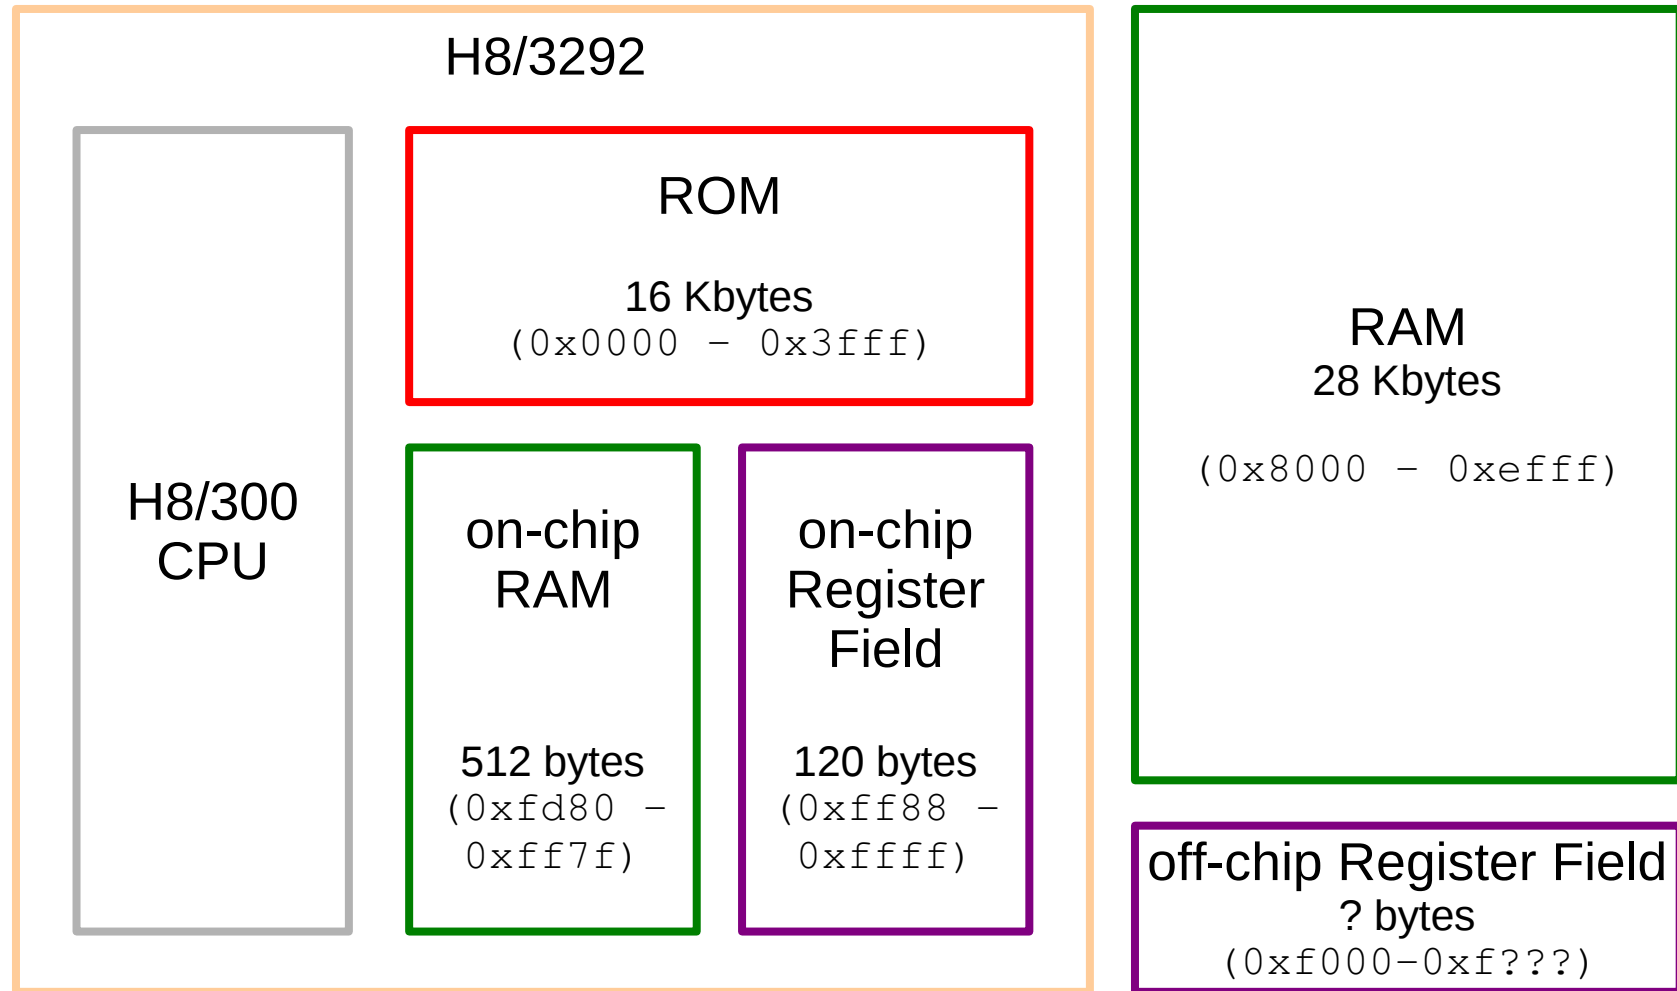 H8/3292
H8/300
CPU
ROM
16 Kbytes
(0x0000 - 0x3fff)
on-chip
RAM
512 bytes
(0xfd80 -
0xff7f)
on-chip
Register
Field
120 bytes
(0xff88 -
0xffff)
RAM
28 Kbytes
(0x8000 - 0xefff)
off-chip Register Field
? bytes
(0xf000-0xf???)